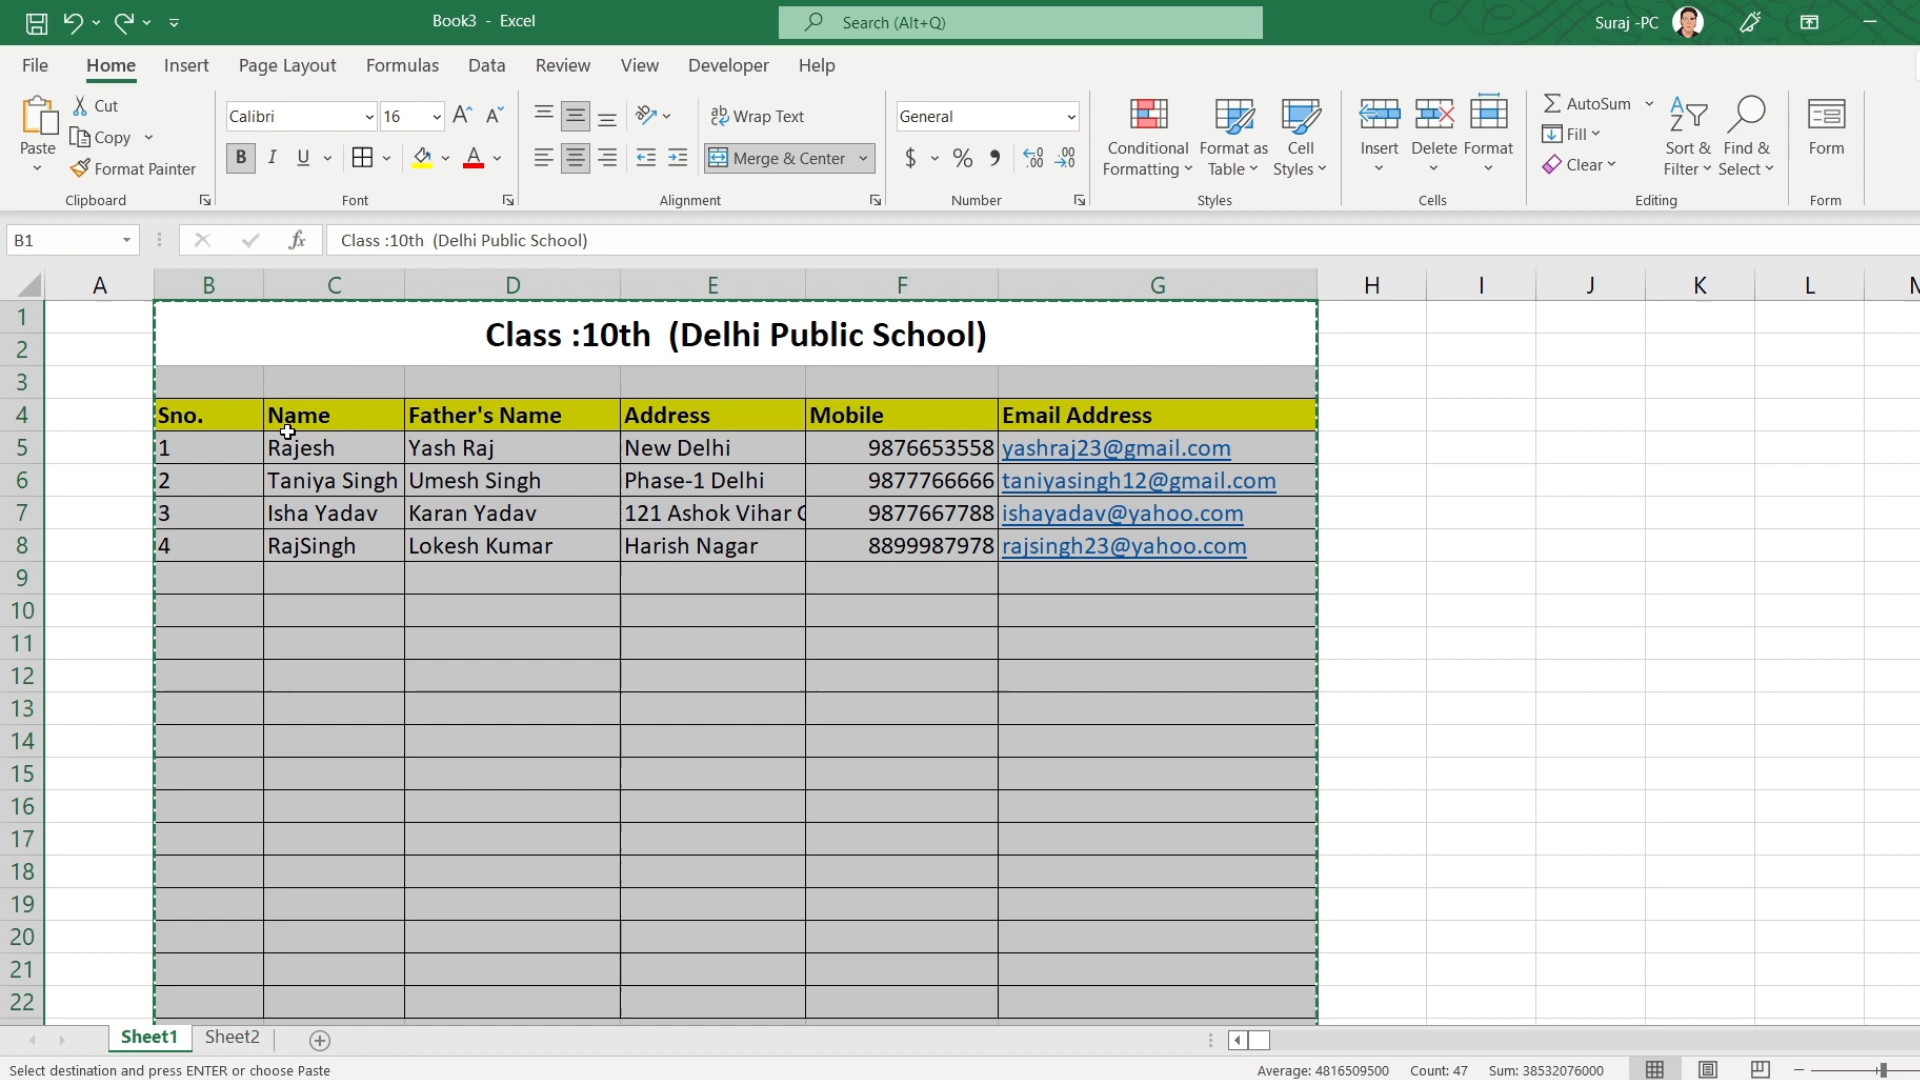 Book3 - Excel
Search (Alt+Q)
Suraj -PC
File Home Insert Page Layout Formulas Data Review View Developer Help
Paste
Cut
Copy
Format Painter
Clipboard
Calibri 16
B I U A
Font
ab Wrap Text
Merge & Center
Alignment
General
$ % 9
Number
Conditional Formatting
Format as Table
Cell Styles
Styles
Insert Delete Format
Cells
AutoSum
Fill
Clear
Sort & Filter
Find & Select
Editing
Form
Form
B1 fx Class :10th (Delhi Public School)
A B C D E F G H I J K L
1
2 Class :10th (Delhi Public School)
3
4 Sno. Name Father's Name Address Mobile Email Address
5 1 Rajesh Yash Raj New Delhi 9876653558 yashraj23@gmail.com
6 2 Taniya Singh Umesh Singh Phase-1 Delhi 9877766666 taniyasingh12@gmail.com
7 3 Isha Yadav Karan Yadav 121 Ashok Vihar 9877667788 ishayadav@yahoo.com
8 4 RajSingh Lokesh Kumar Harish Nagar 8899987978 rajsingh23@yahoo.com
9
10
11
12
13
14
15
16
17
18
19
20
21
22
Sheet1 Sheet2
Select destination and press ENTER or choose Paste
Average: 4816509500 Count: 47 Sum: 38532076000